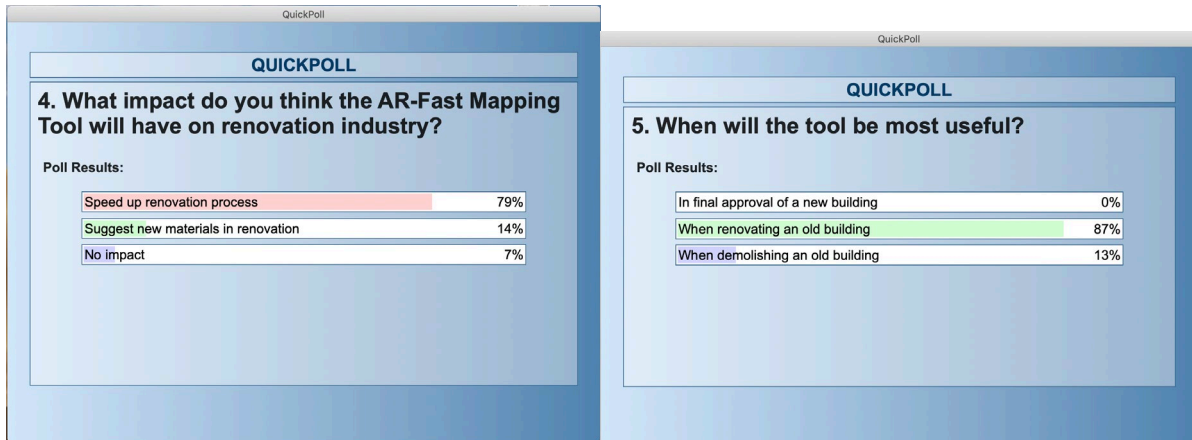 QuickPoll
QUICKPOLL
4. What impact do you think the AR-Fast Mapping
Tool will have on renovation industry?
Poll Results:
Speed up renovation process 79%
Suggest new materials in renovation 14%
No impact 7%
QuickPoll
QUICKPOLL
5. When will the tool be most useful?
Poll Results:
In final approval of a new building 0%
When renovating an old building 87%
When demolishing an old building 13%